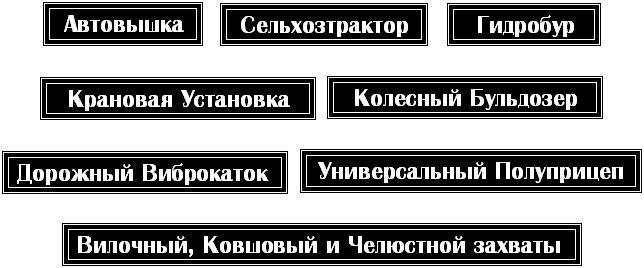 Автовышка Сельхозтрактор Гидробур
Крановая Установка Колесный Бульдозер
Дорожный Виброкаток Универсальный Полуприцеп
Вилочный, Ковшовый и Челюстной захваты